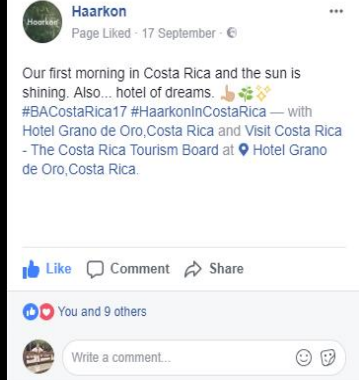 Haarkon
Haarkon
Page Liked · 17 September ·
Our first morning in Costa Rica and the sun is
shining. Also... hotel of dreams. 👆🏼🌿✨
#BACostaRica17 #HaarkonInCostaRica — with
Hotel Grano de Oro,Costa Rica and Visit Costa Rica
- The Costa Rica Tourism Board at Hotel Grano
de Oro,Costa Rica.
Like Comment Share
You and 9 others
Write a comment...